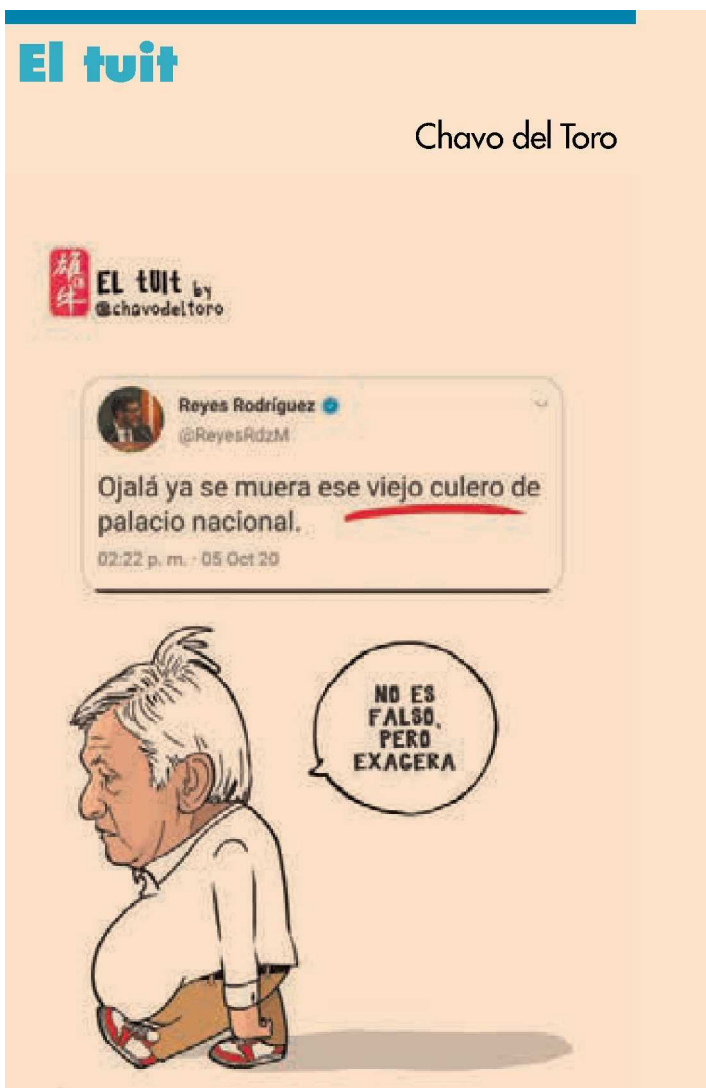 El tuit
Chavo del Toro
EL tUIt by
@chavodeltoro
Reyes Rodríguez
@ReyesRdzM
Ojalá ya se muera ese viejo culero de
palacio nacional.
02:22 p. m. · 05 Oct 20
NO ES
FALSO,
PERO
EXAGERA